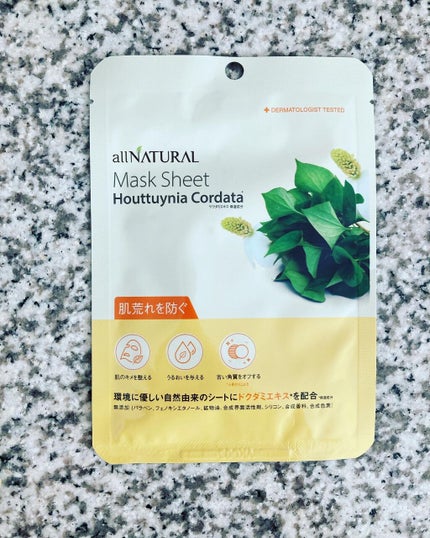 + DERMATOLOGIST TESTED
allNATURAL
Mask Sheet
Houttuynia Cordata*
肌荒れを防ぐ
肌のキメを整える
うるおいを与える
古い角質をオフする
環境に優しい自然由来のシートにドクダミエキス*を配合
無添加（パラベン、フェノキシエタノール、鉱物油、合成界面活性剤、シリコン、合成香料、合成色素）